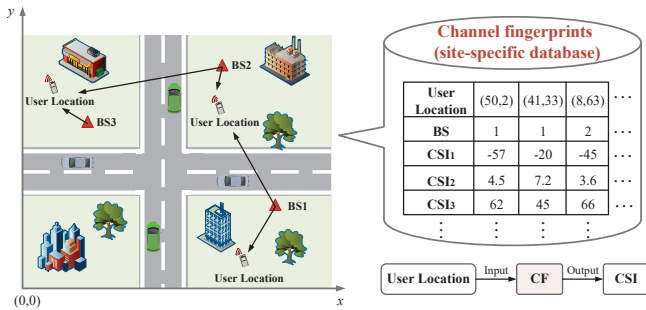 y
BS2
User Location
User Location
BS3
BS1
User Location
(0,0)
x
Channel fingerprints
(site-specific database)
User Location (50,2) (41,33) (8,63) ...
BS 1 1 2
CSI1 -57 -20 -45 ...
CSI2 4.5 7.2 3.6 ...
CSI3 62 45 66 ...
User Location Input CF Output CSI